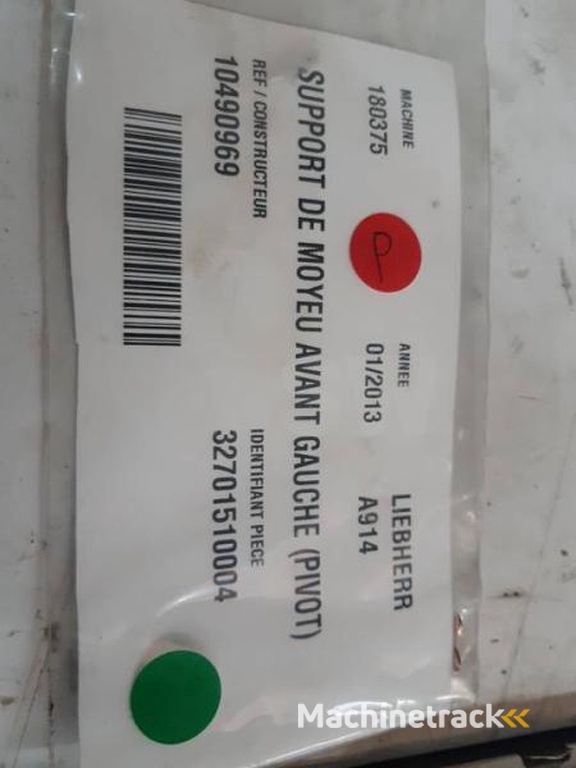 MACHINE ANNEE LIEBHERR
180375 01/2013 A914
a
SUPPORT DE MOYEU AVANT GAUCHE (PIVOT)
REF / CONSTRUCTEUR IDENTIFIANT PIECE
10490969 32701510004
Machinetrack